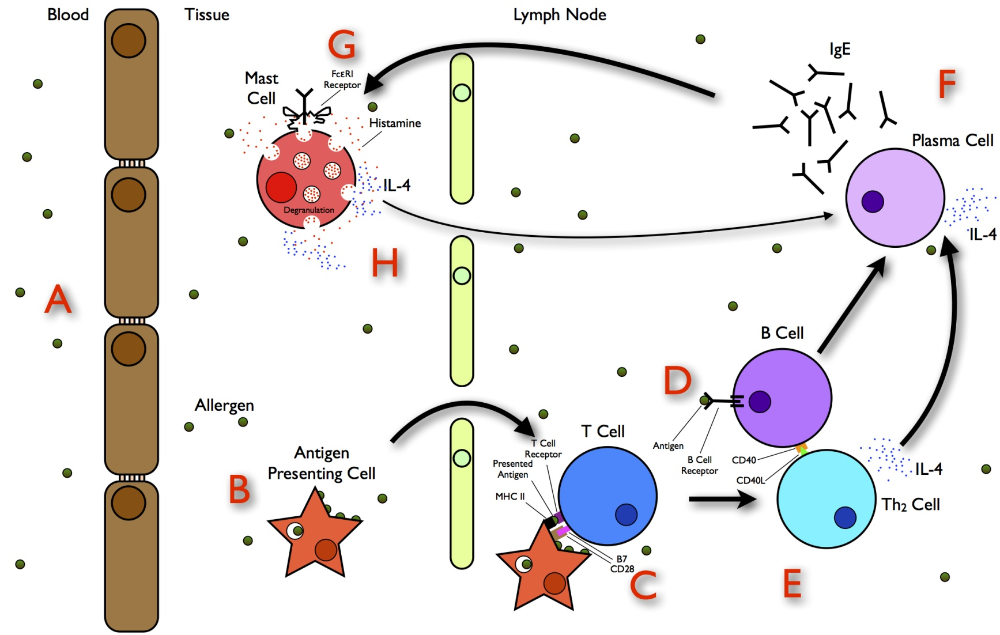 Blood
Tissue
Lymph Node
G
IgE
F
Mast
Cell
FcεRI
Receptor
Histamine
Plasma Cell
IL-4
Degranulation
IL-4
H
A
B Cell
D
Allergen
Antigen
Presenting Cell
B
T Cell
T Cell
Receptor
Presented
Antigen
MHC II
Antigen
B Cell
Receptor
CD40
CD40L
IL-4
Th₂ Cell
B7
CD28
C
E